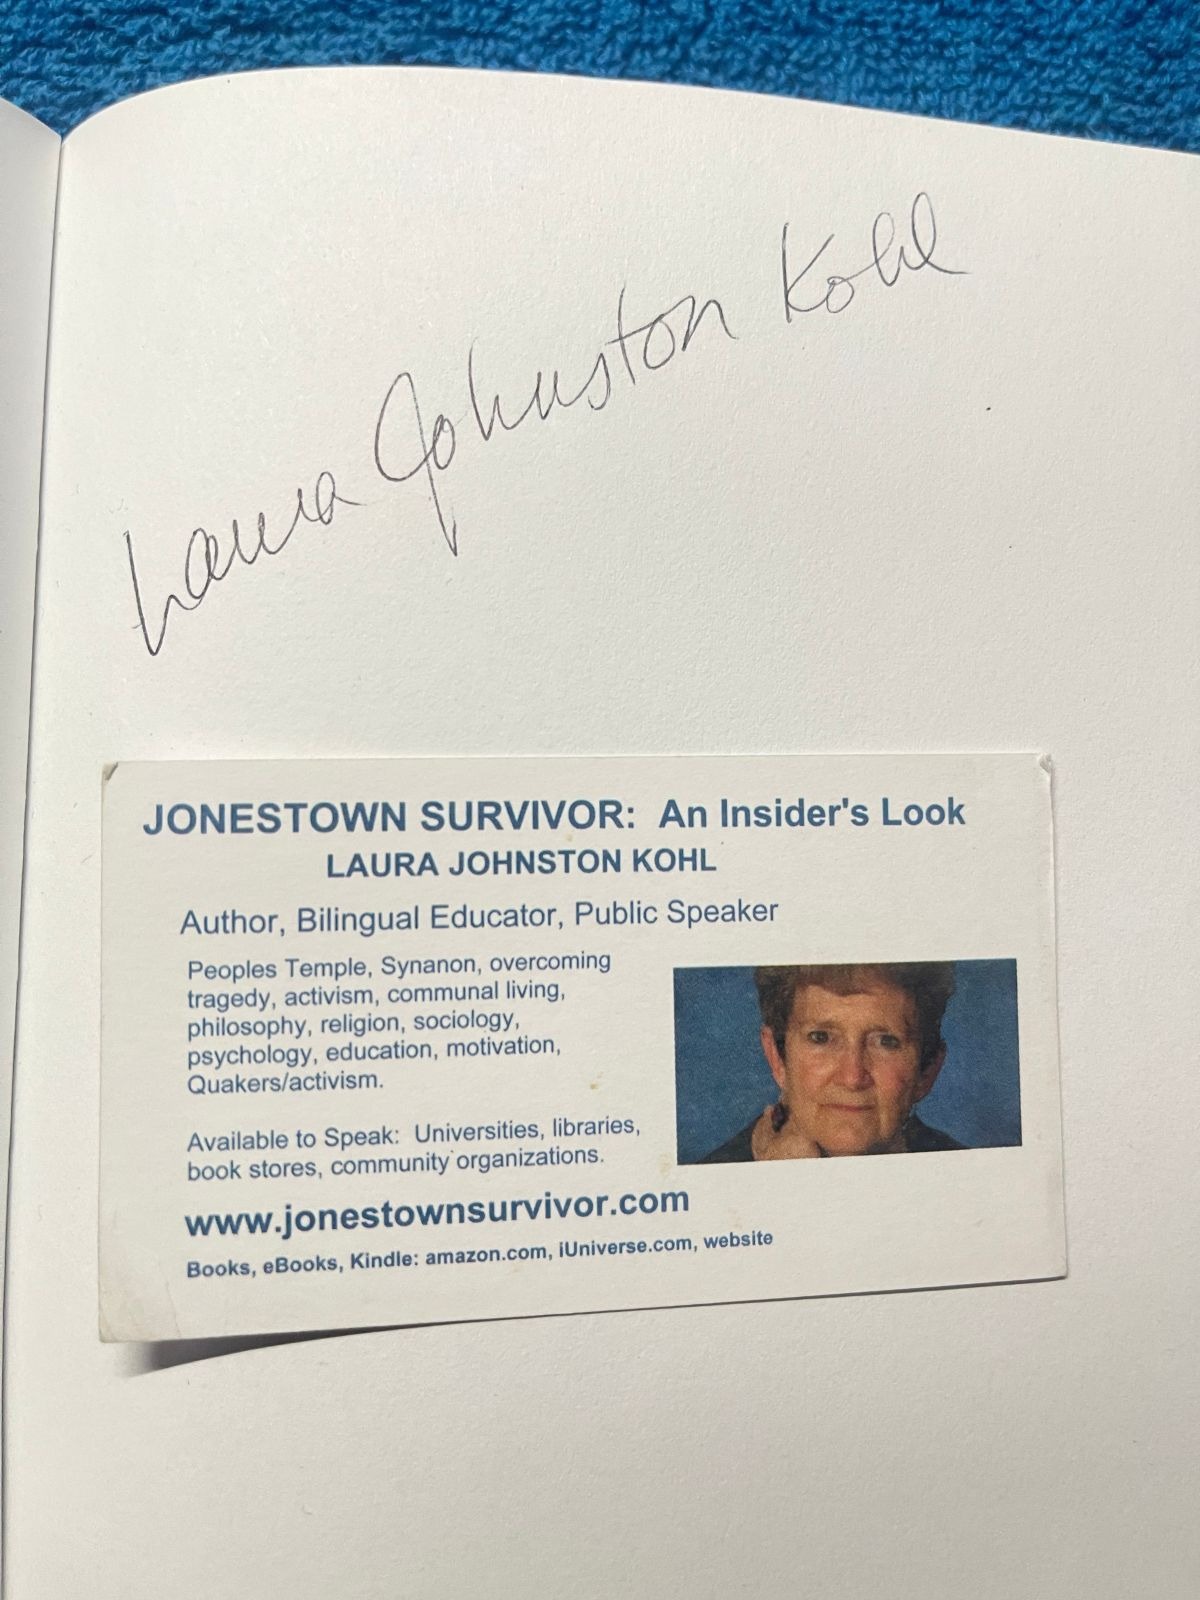 Laura Johnston Kohl
JONESTOWN SURVIVOR: An Insider's Look
LAURA JOHNSTON KOHL
Author, Bilingual Educator, Public Speaker
Peoples Temple, Synanon, overcoming
tragedy, activism, communal living,
philosophy, religion, sociology,
psychology, education, motivation,
Quakers/activism.
Available to Speak: Universities, libraries,
book stores, community organizations.
www.jonestownsurvivor.com
Books, eBooks, Kindle: amazon.com, iUniverse.com, website